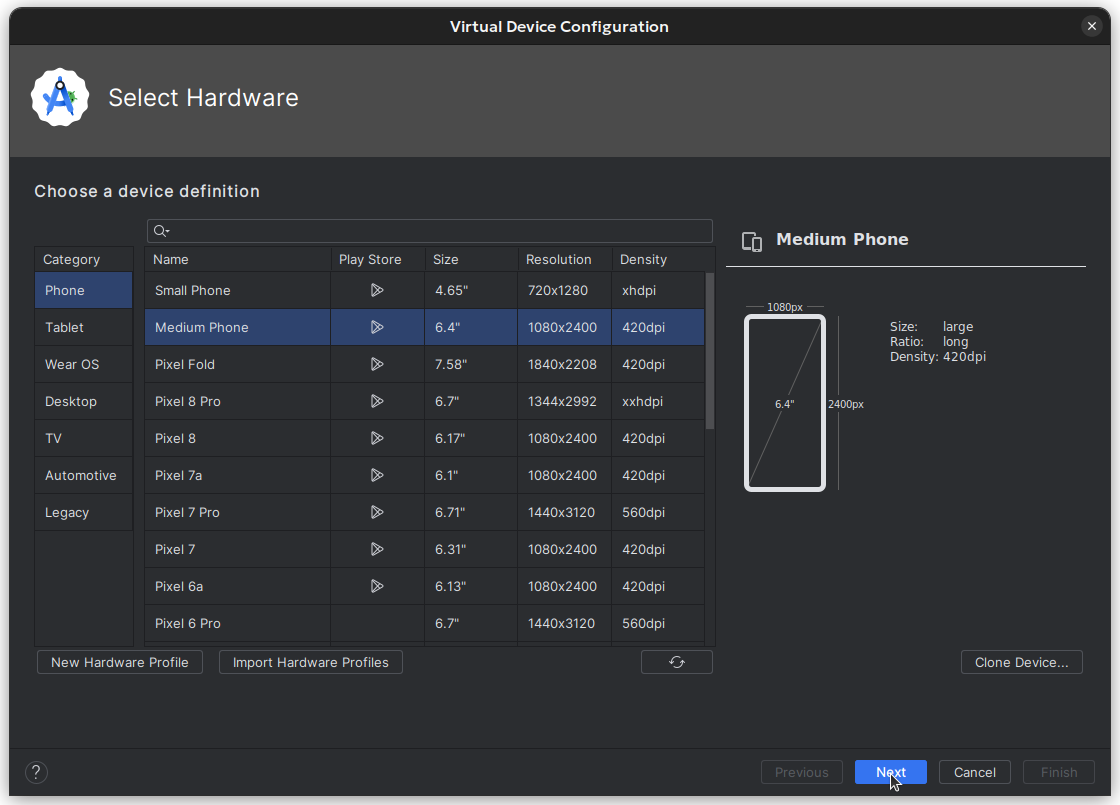 Virtual Device Configuration
Select Hardware
Choose a device definition
Category
Phone
Tablet
Wear OS
Desktop
TV
Automotive
Legacy
Name Play Store Size Resolution Density
Small Phone 4.65" 720x1280 xhdpi
Medium Phone 6.4" 1080x2400 420dpi
Pixel Fold 7.58" 1840x2208 420dpi
Pixel 8 Pro 6.7" 1344x2992 xxhdpi
Pixel 8 6.17" 1080x2400 420dpi
Pixel 7a 6.1" 1080x2400 420dpi
Pixel 7 Pro 6.71" 1440x3120 560dpi
Pixel 7 6.31" 1080x2400 420dpi
Pixel 6a 6.13" 1080x2400 420dpi
Pixel 6 Pro 6.7" 1440x3120 560dpi
Medium Phone
1080px
6.4"
2400px
Size: large
Ratio: long
Density: 420dpi
New Hardware Profile Import Hardware Profiles Clone Device...
? Previous Next Cancel Finish